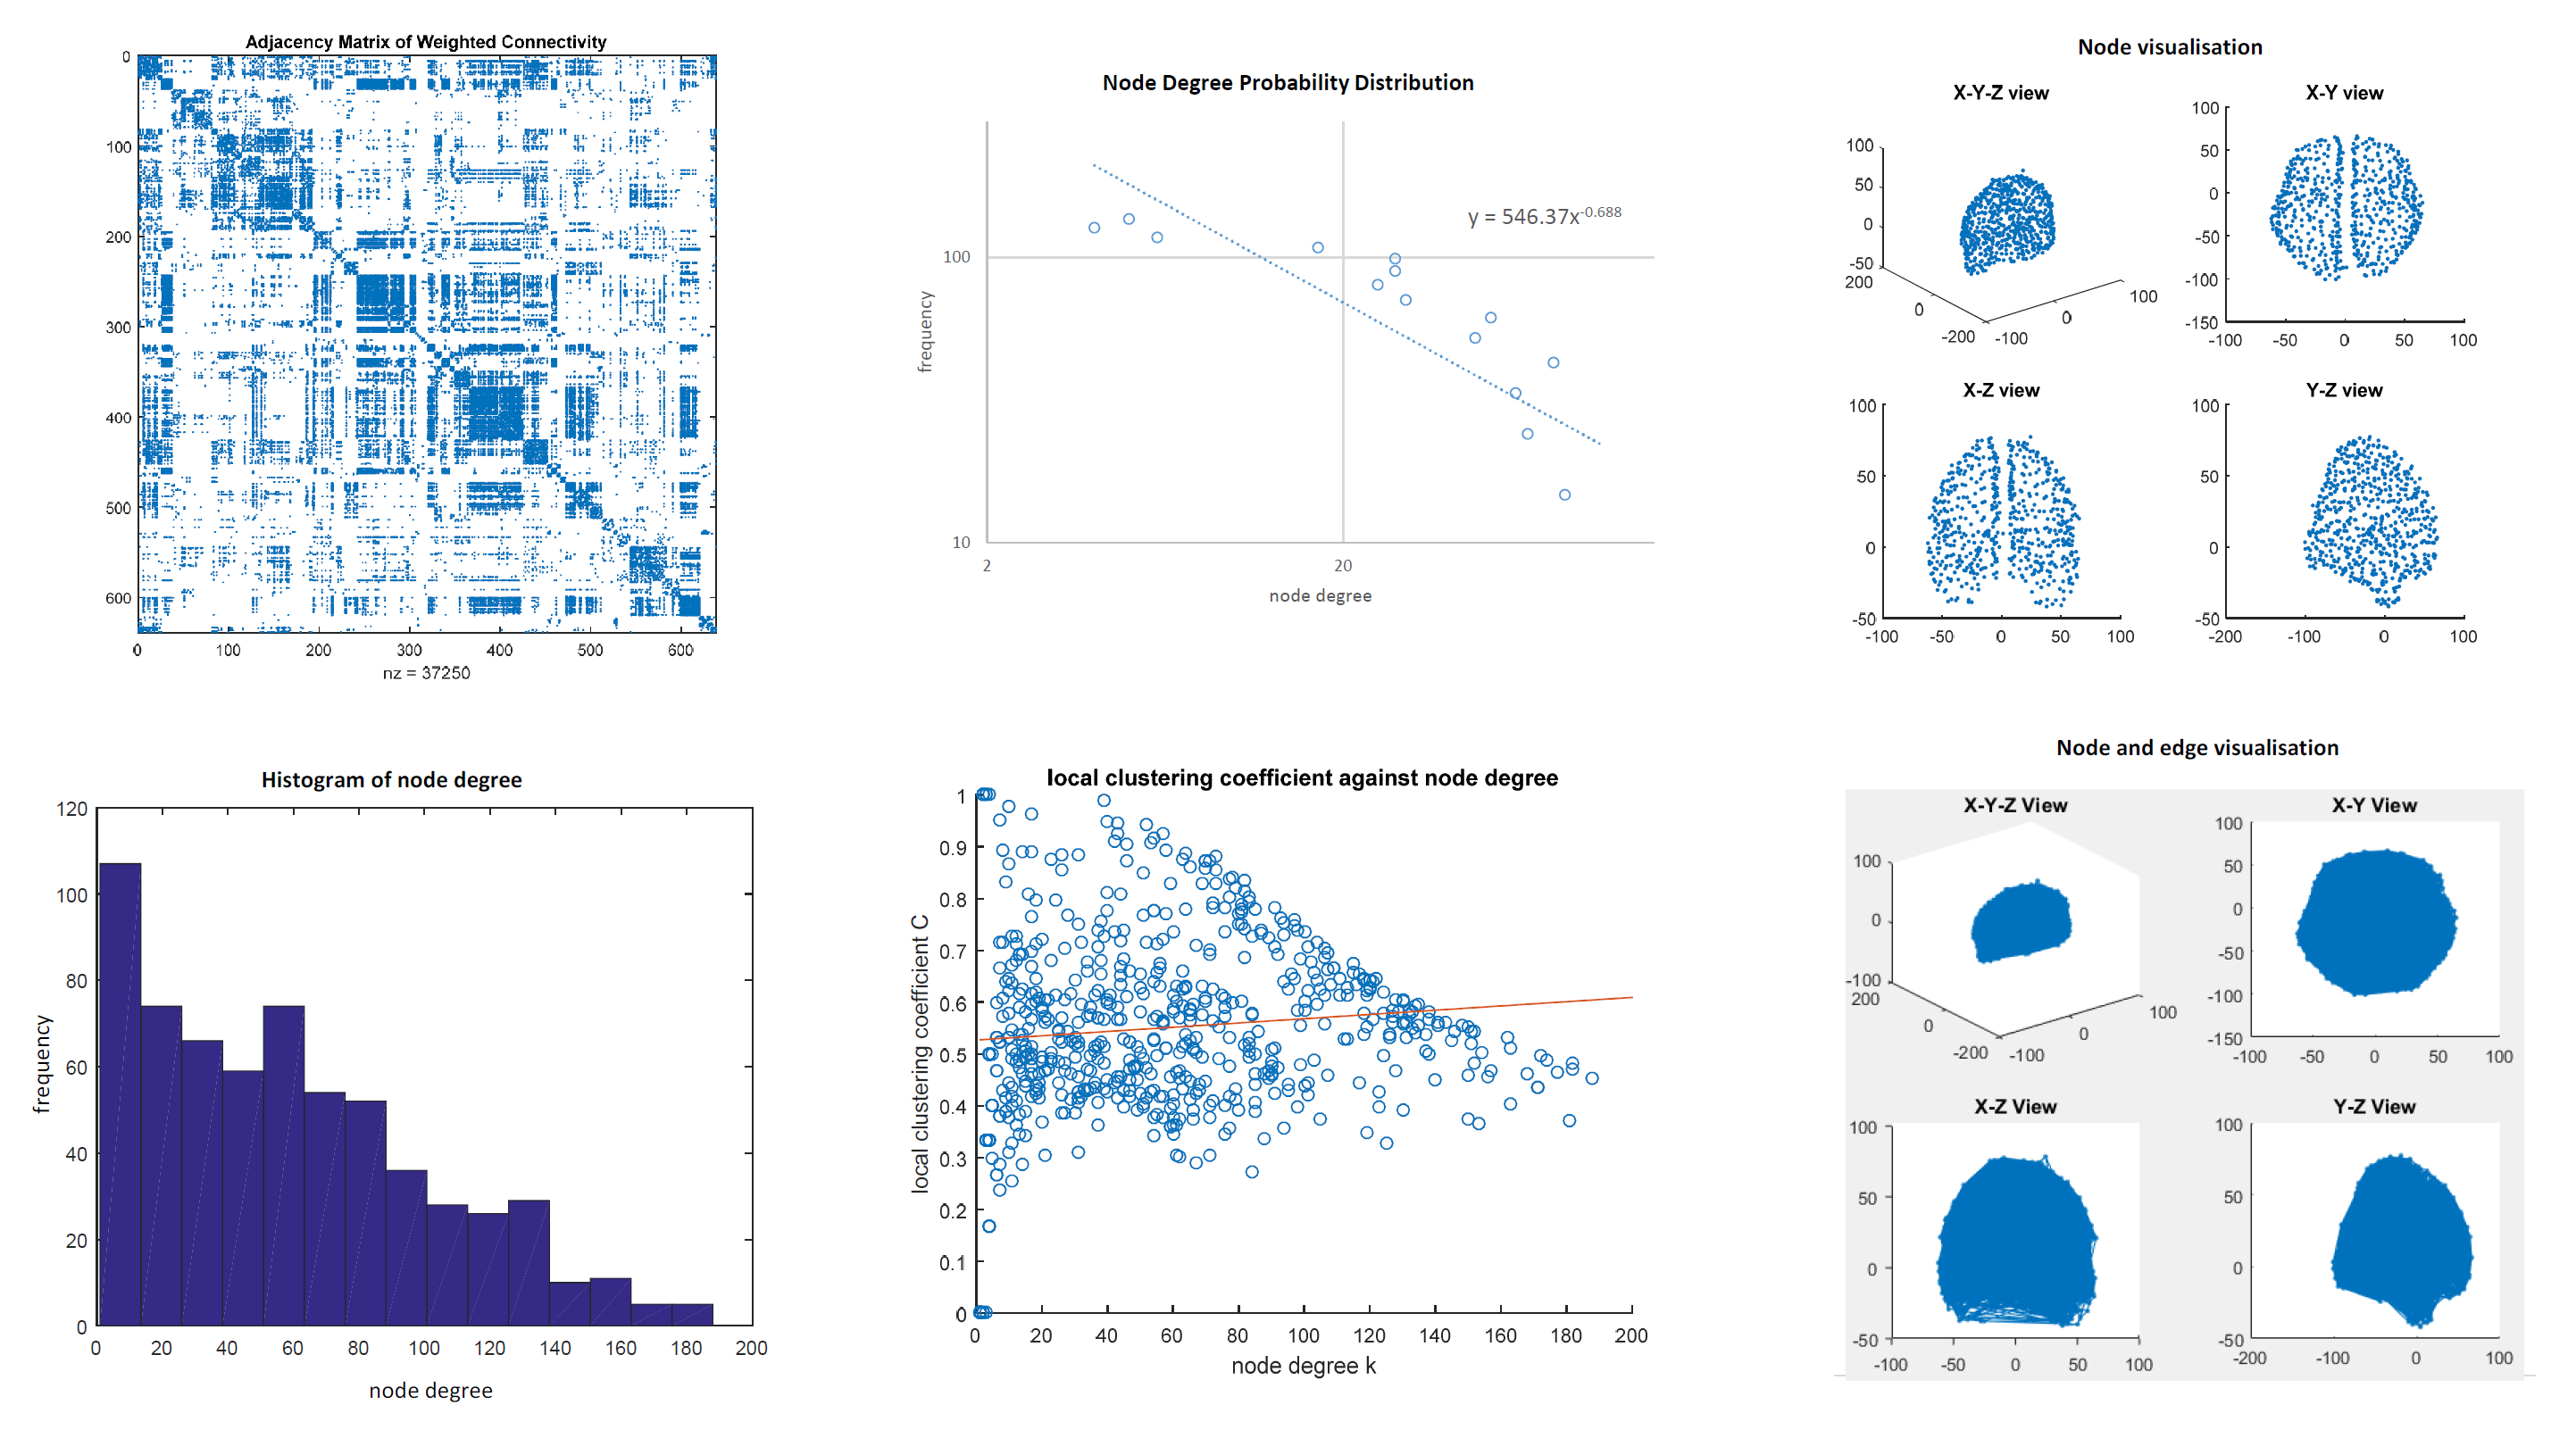 Adjacency Matrix of Weighted Connectivity
0
100
200
300
400
500
600
0 100 200 300 400 500 600
nz = 37250
Node Degree Probability Distribution
y = 546.37x^-0.688
100
10
frequency
2 20
node degree
Node visualisation
X-Y-Z view
100
50
0
-50
200
0
-200
-100
0
100
X-Y view
100
50
0
-50
-100
-150
-100 -50 0 50 100
X-Z view
100
50
0
-50
-100 -50 0 50 100
Y-Z view
100
50
0
-50
-200 -100 0 100
Histogram of node degree
120
100
80
60
40
20
0
frequency
0 20 40 60 80 100 120 140 160 180 200
node degree
local clustering coefficient against node degree
1
0.9
0.8
0.7
0.6
0.5
0.4
0.3
0.2
0.1
0
local clustering coefficient C
0 20 40 60 80 100 120 140 160 180 200
node degree k
Node and edge visualisation
X-Y-Z View
100
0
-100
200
0
-200
-100
0
100
X-Y View
100
50
0
-50
-100
-150
-100 -50 0 50 100
X-Z View
100
50
0
-50
-100 -50 0 50 100
Y-Z View
100
50
0
-50
-200 -100 0 100